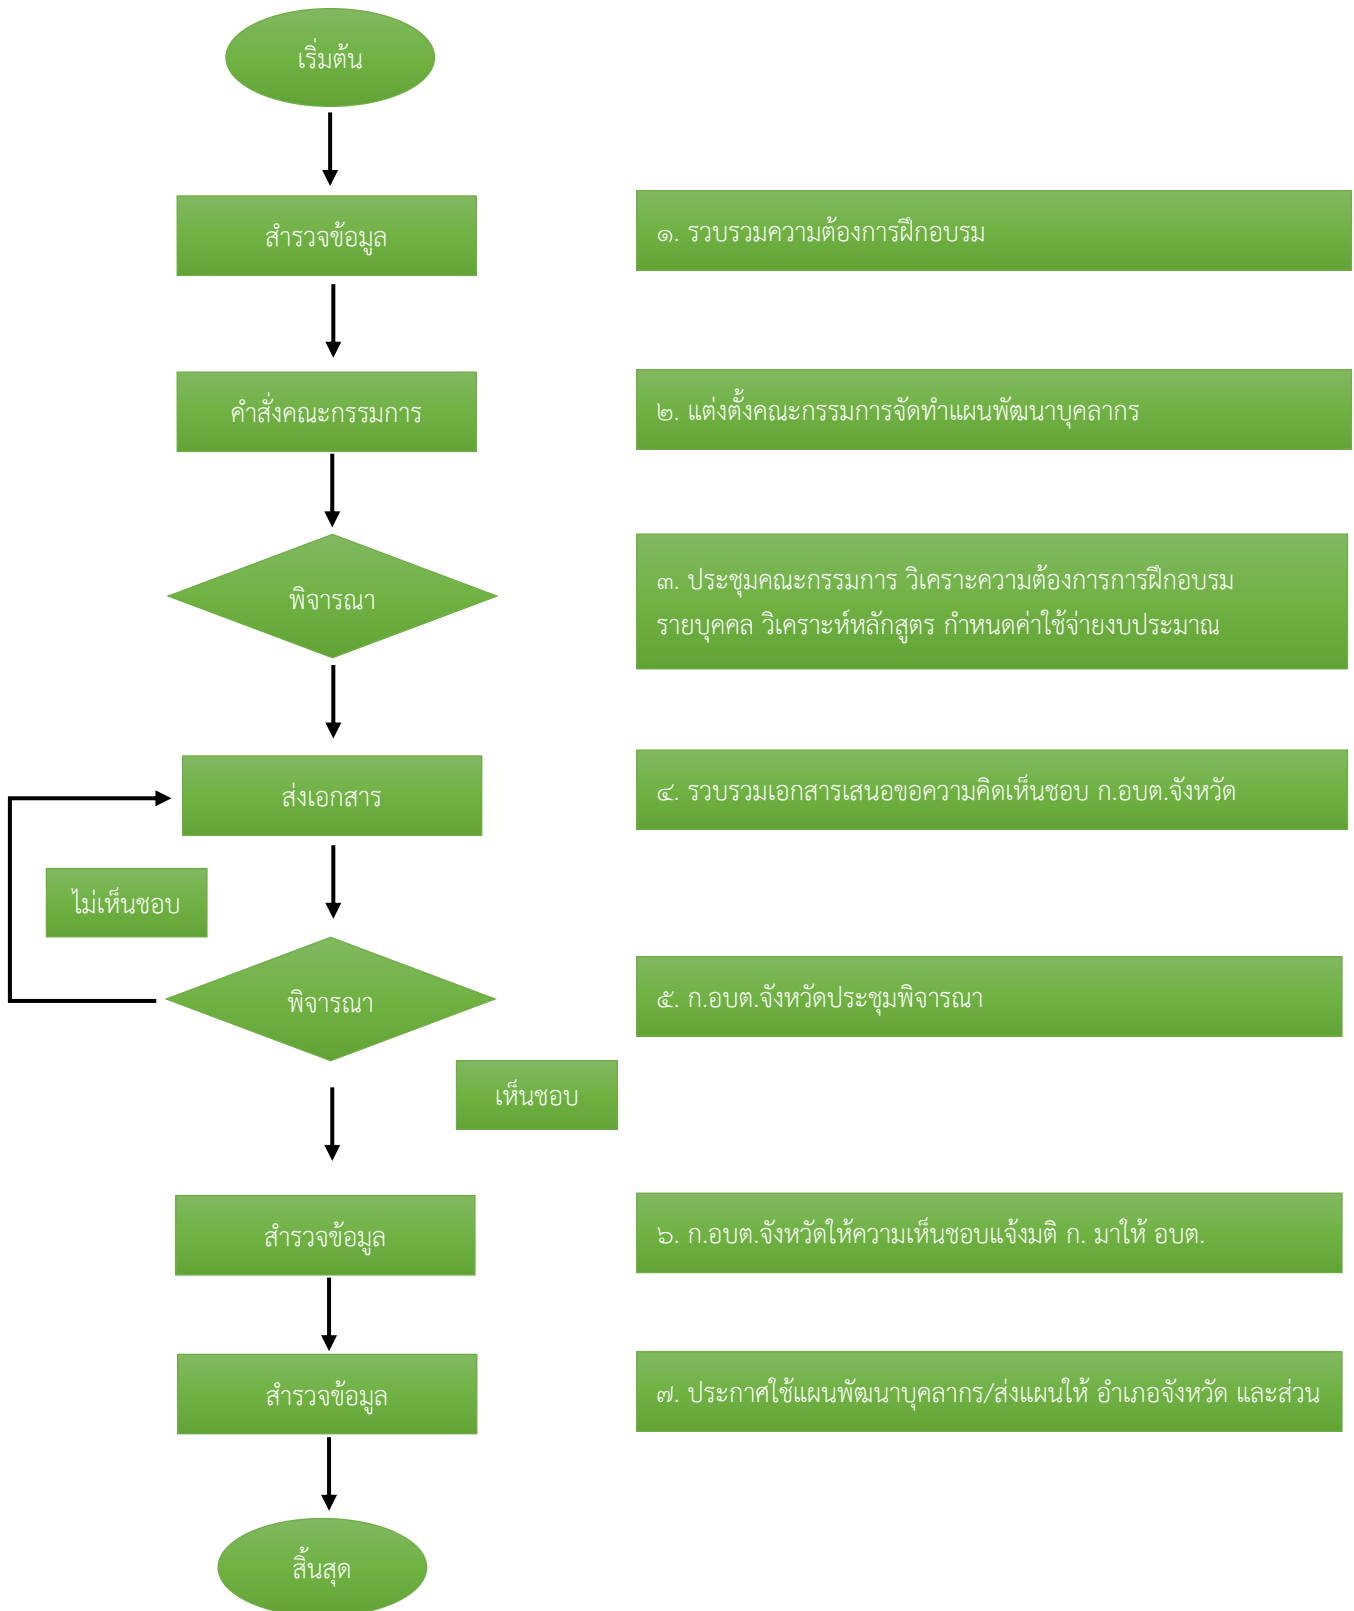 เริ่มต้น
สำรวจข้อมูล
๑. รวบรวมความต้องการฝึกอบรม
คำสั่งคณะกรรมการ
๒. แต่งตั้งคณะกรรมการจัดทำแผนพัฒนาบุคลากร
พิจารณา
๓. ประชุมคณะกรรมการ วิเคราะความต้องการการฝึกอบรม
รายบุคคล วิเคราะห์หลักสูตร กำหนดค่าใช้จ่ายงบประมาณ
ส่งเอกสาร
๔. รวบรวมเอกสารเสนอขอความคิดเห็นชอบ ก.อบต.จังหวัด
ไม่เห็นชอบ
พิจารณา
๕. ก.อบต.จังหวัดประชุมพิจารณา
เห็นชอบ
สำรวจข้อมูล
๖. ก.อบต.จังหวัดให้ความเห็นชอบแจ้งมติ ก. มาให้ อบต.
สำรวจข้อมูล
๗. ประกาศใช้แผนพัฒนาบุคลากร/ส่งแผนให้ อำเภอจังหวัด และส่วน
สิ้นสุด